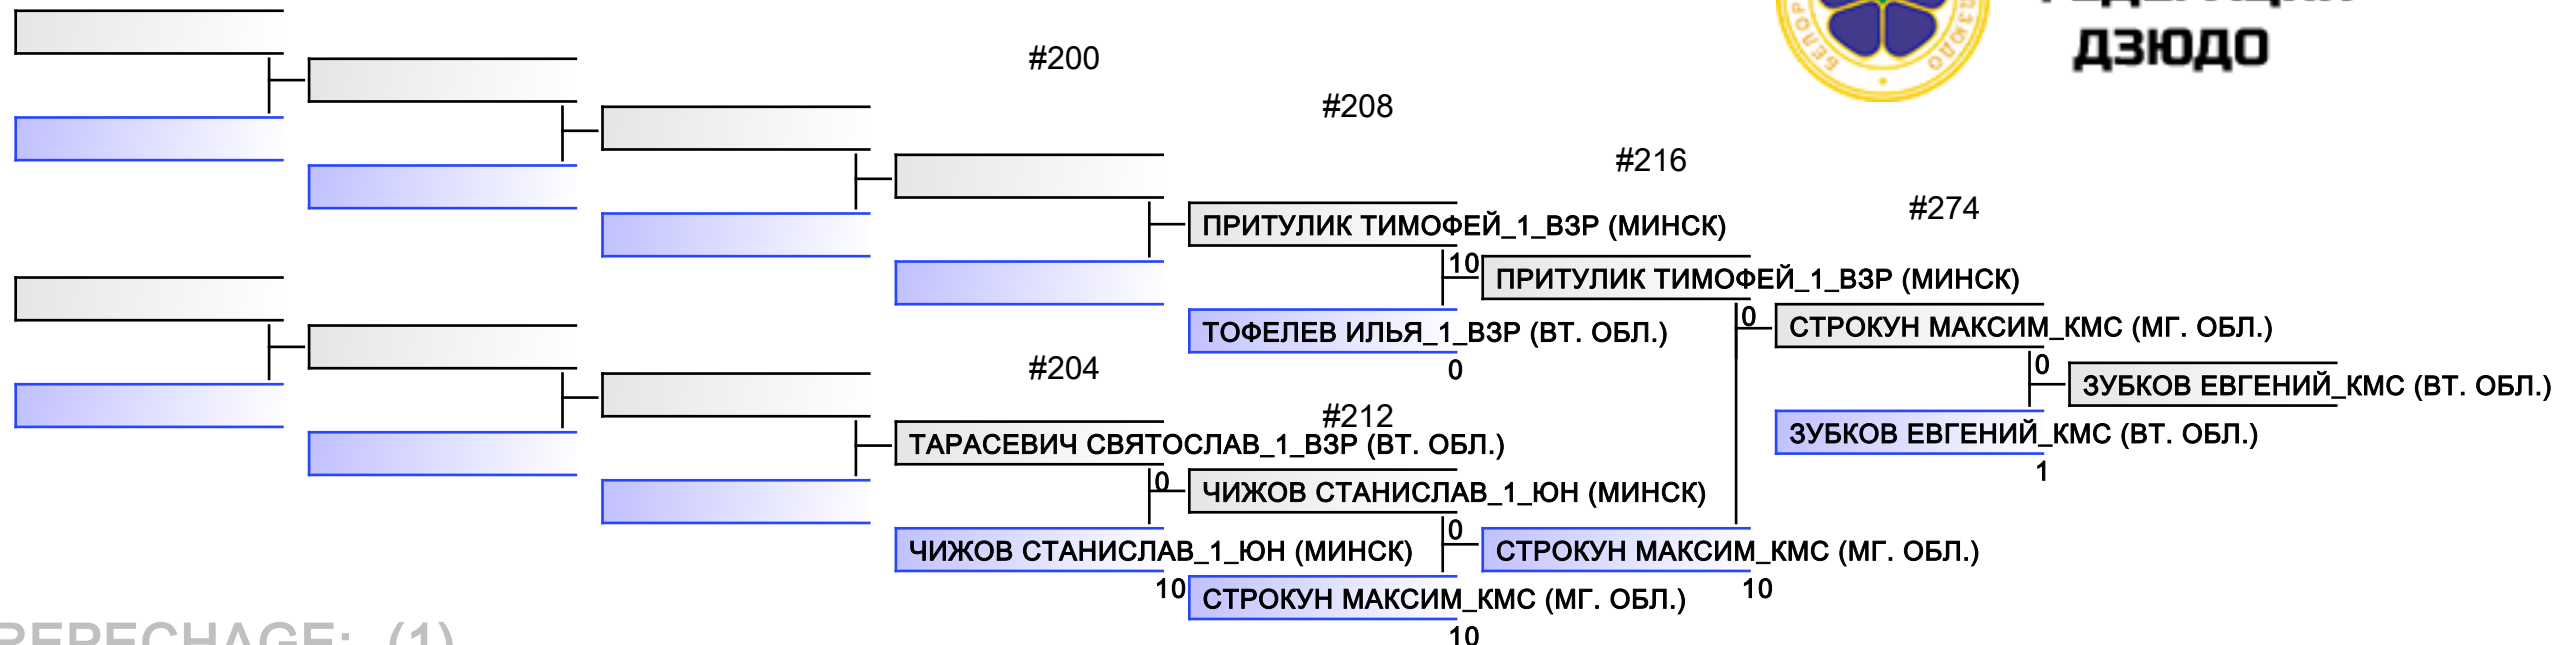 ДЗЮДО
#200
#208
#216
#274
ПРИТУЛИК ТИМОФЕЙ_1_ВЗР (МИНСК)
10
ПРИТУЛИК ТИМОФЕЙ_1_ВЗР (МИНСК)
0
ТОФЕЛЕВ ИЛЬЯ_1_ВЗР (ВТ. ОБЛ.)
0
СТРОКУН МАКСИМ_КМС (МГ. ОБЛ.)
0
ЗУБКОВ ЕВГЕНИЙ_КМС (ВТ. ОБЛ.)
ЗУБКОВ ЕВГЕНИЙ_КМС (ВТ. ОБЛ.)
1
#204
#212
ТАРАСЕВИЧ СВЯТОСЛАВ_1_ВЗР (ВТ. ОБЛ.)
0
ЧИЖОВ СТАНИСЛАВ_1_ЮН (МИНСК)
0
ЧИЖОВ СТАНИСЛАВ_1_ЮН (МИНСК)
10
СТРОКУН МАКСИМ_КМС (МГ. ОБЛ.)
10
СТРОКУН МАКСИМ_КМС (МГ. ОБЛ.)
10
REPECHAGE: (1)